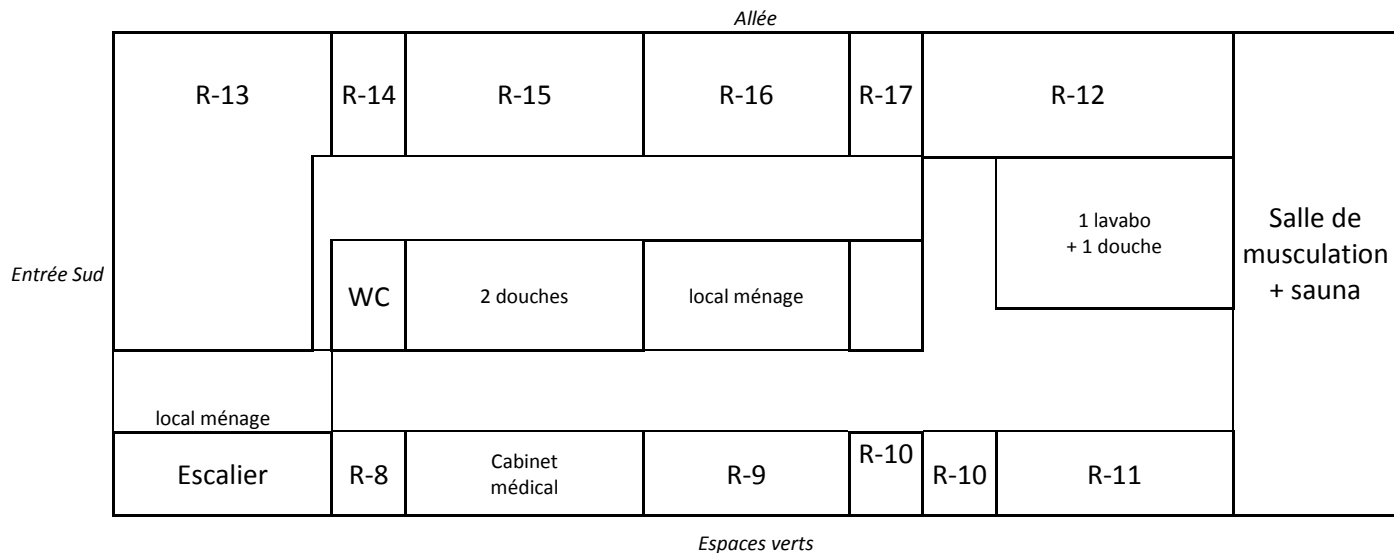 Allée
R-13
R-14
R-15
R-16
R-17
R-12
1 lavabo
+ 1 douche
Salle de
musculation
+ sauna
Entrée Sud
WC
2 douches
local ménage
local ménage
Escalier
R-8
Cabinet
médical
R-9
R-10
R-10
R-11
Espaces verts